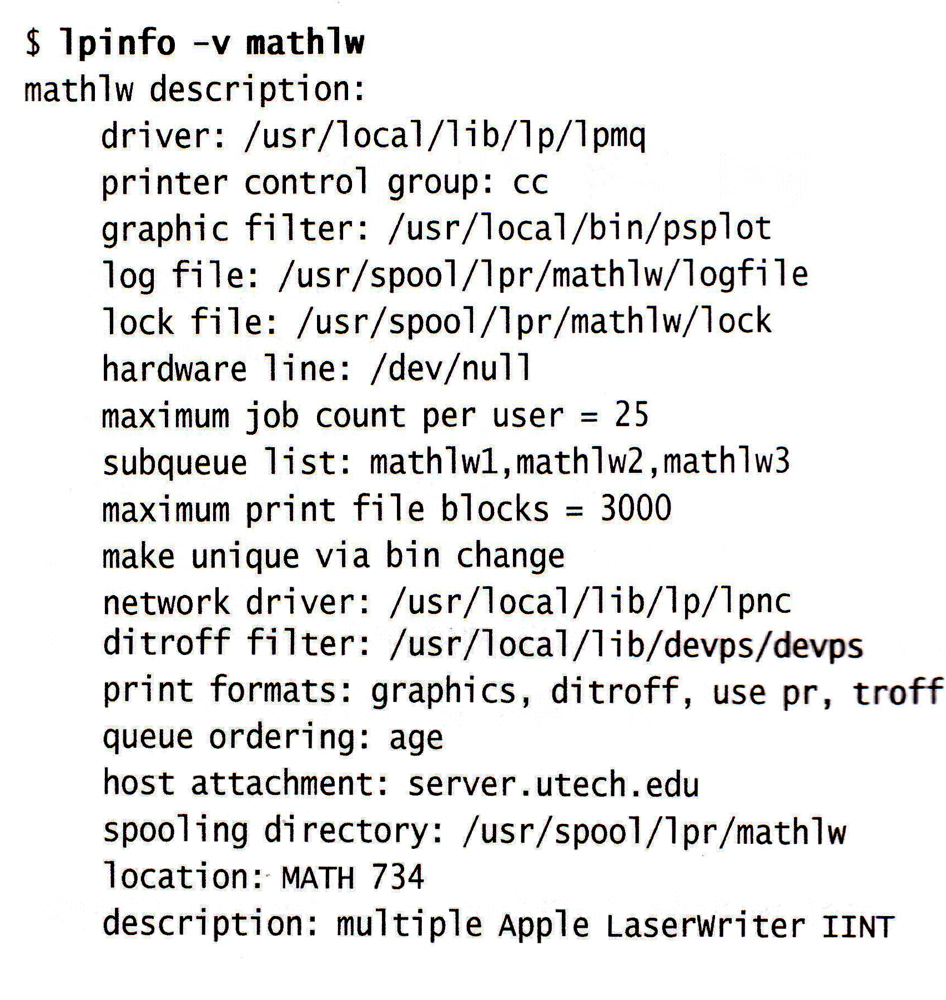 $ lpinfo -v mathlw
mathlw description:
driver: /usr/local/lib/lp/lpmq
printer control group: cc
graphic filter: /usr/local/bin/psplot
log file: /usr/spool/lpr/mathlw/logfile
lock file: /usr/spool/lpr/mathlw/lock
hardware line: /dev/null
maximum job count per user = 25
subqueue list: mathlw1,mathlw2,mathlw3
maximum print file blocks = 3000
make unique via bin change
network driver: /usr/local/lib/lp/lpnc
ditroff filter: /usr/local/lib/devps/devps
print formats: graphics, ditroff, use pr, troff
queue ordering: age
host attachment: server.utech.edu
spooling directory: /usr/spool/lpr/mathlw
location: MATH 734
description: multiple Apple LaserWriter IINT